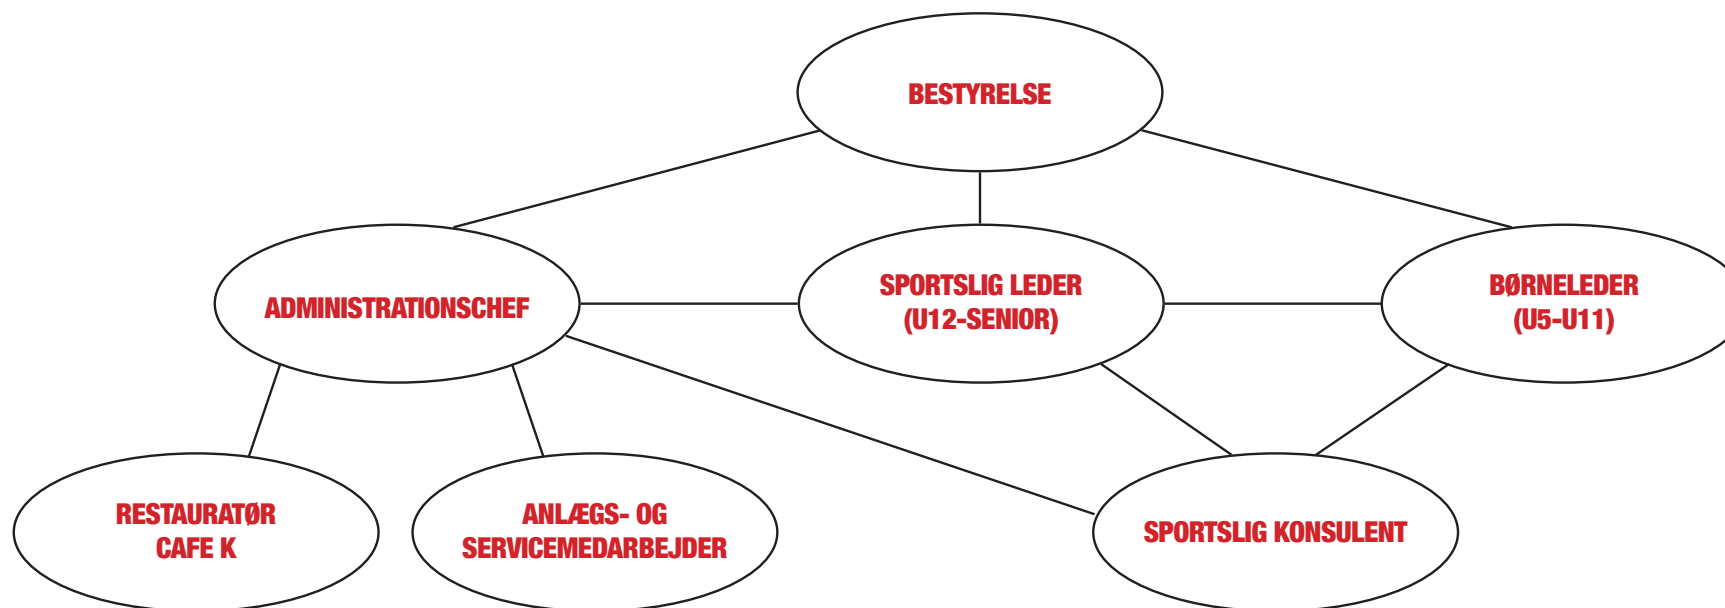 BESTYRELSE
ADMINISTRATIONSCHEF
SPORTSLIG LEDER
(U12-SENIOR)
BØRNELEDER
(U5-U11)
RESTAURATØR
CAFE K
ANLÆGS- OG
SERVICEMEDARBEJDER
SPORTSLIG KONSULENT